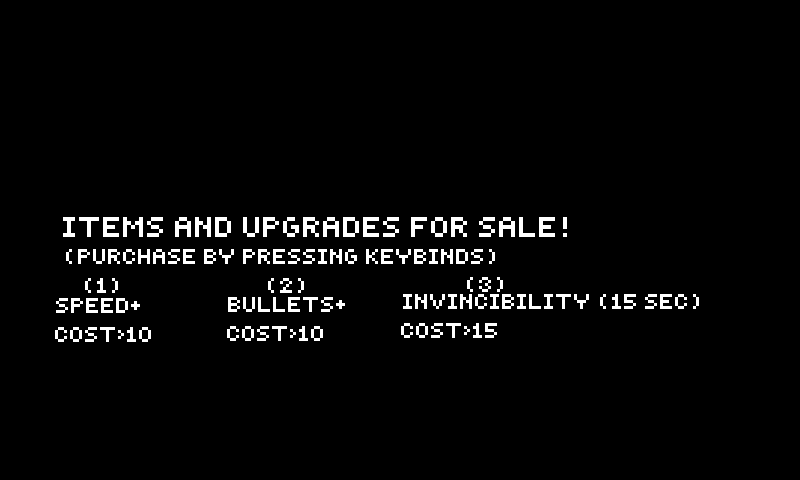 ITEMS AND UPGRADES FOR SALE!
(PURCHASE BY PRESSING KEYBINDS)
(1) (2) (3)
SPEED+ BULLETS+ INVINCIBILITY (15 SEC)
COST>10 COST>10 COST>15